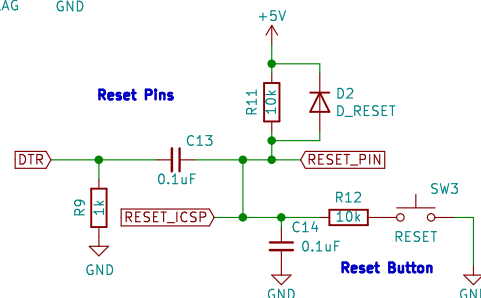 GND
+5V
Reset Pins
R11
10k
D2
D_RESET
C13
DTR
RESET_PIN
0.1uF
R9
1k
R12
SW3
RESET_ICSP
10k
C14
RESET
0.1uF
GND
Reset Button
GND